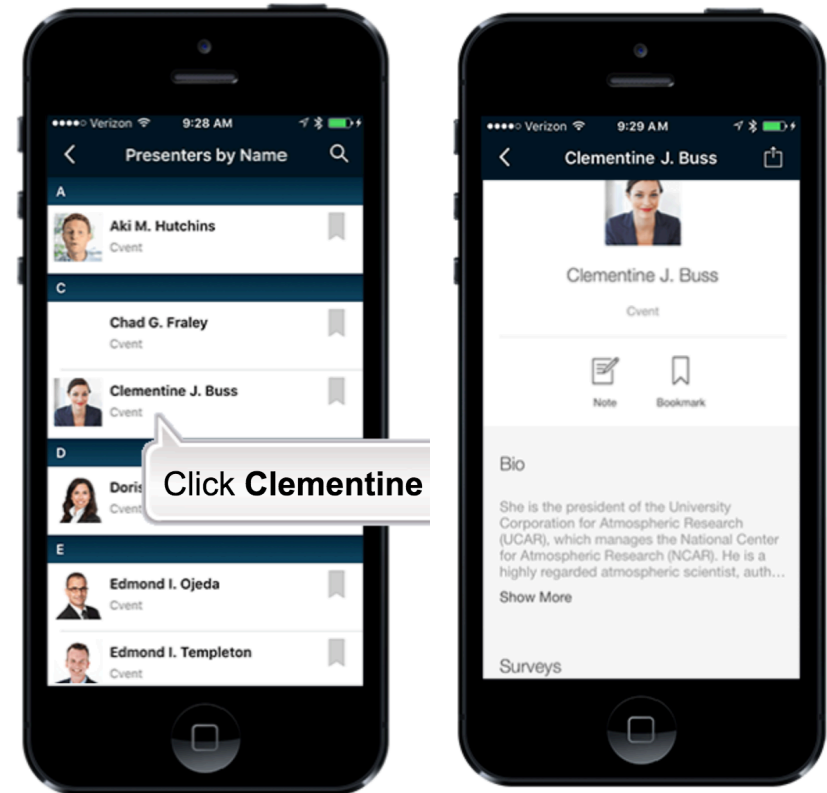 Verizon 9:28 AM
Presenters by Name
A
Aki M. Hutchins
Cvent
C
Chad G. Fraley
Cvent
Clementine J. Buss
Cvent
D
Doris
Cvent
Click Clementine
E
Edmond I. Ojeda
Cvent
Edmond I. Templeton
Cvent
Verizon 9:29 AM
Clementine J. Buss
Clementine J. Buss
Cvent
Note Bookmark
Bio
She is the president of the University
Corporation for Atmospheric Research
(UCAR), which manages the National Center
for Atmospheric Research (NCAR). He is a
highly regarded atmospheric scientist, auth...
Show More
Surveys